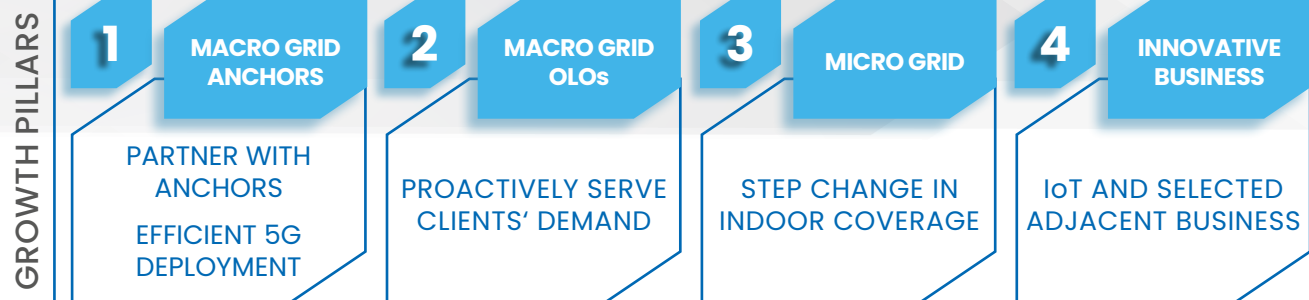 GROWTH PILLARS
1
MACRO GRID
ANCHORS
PARTNER WITH
ANCHORS
EFFICIENT 5G
DEPLOYMENT
2
MACRO GRID
OLOs
PROACTIVELY SERVE
CLIENTS‘ DEMAND
3
MICRO GRID
STEP CHANGE IN
INDOOR COVERAGE
4
INNOVATIVE
BUSINESS
IoT AND SELECTED
ADJACENT BUSINESS